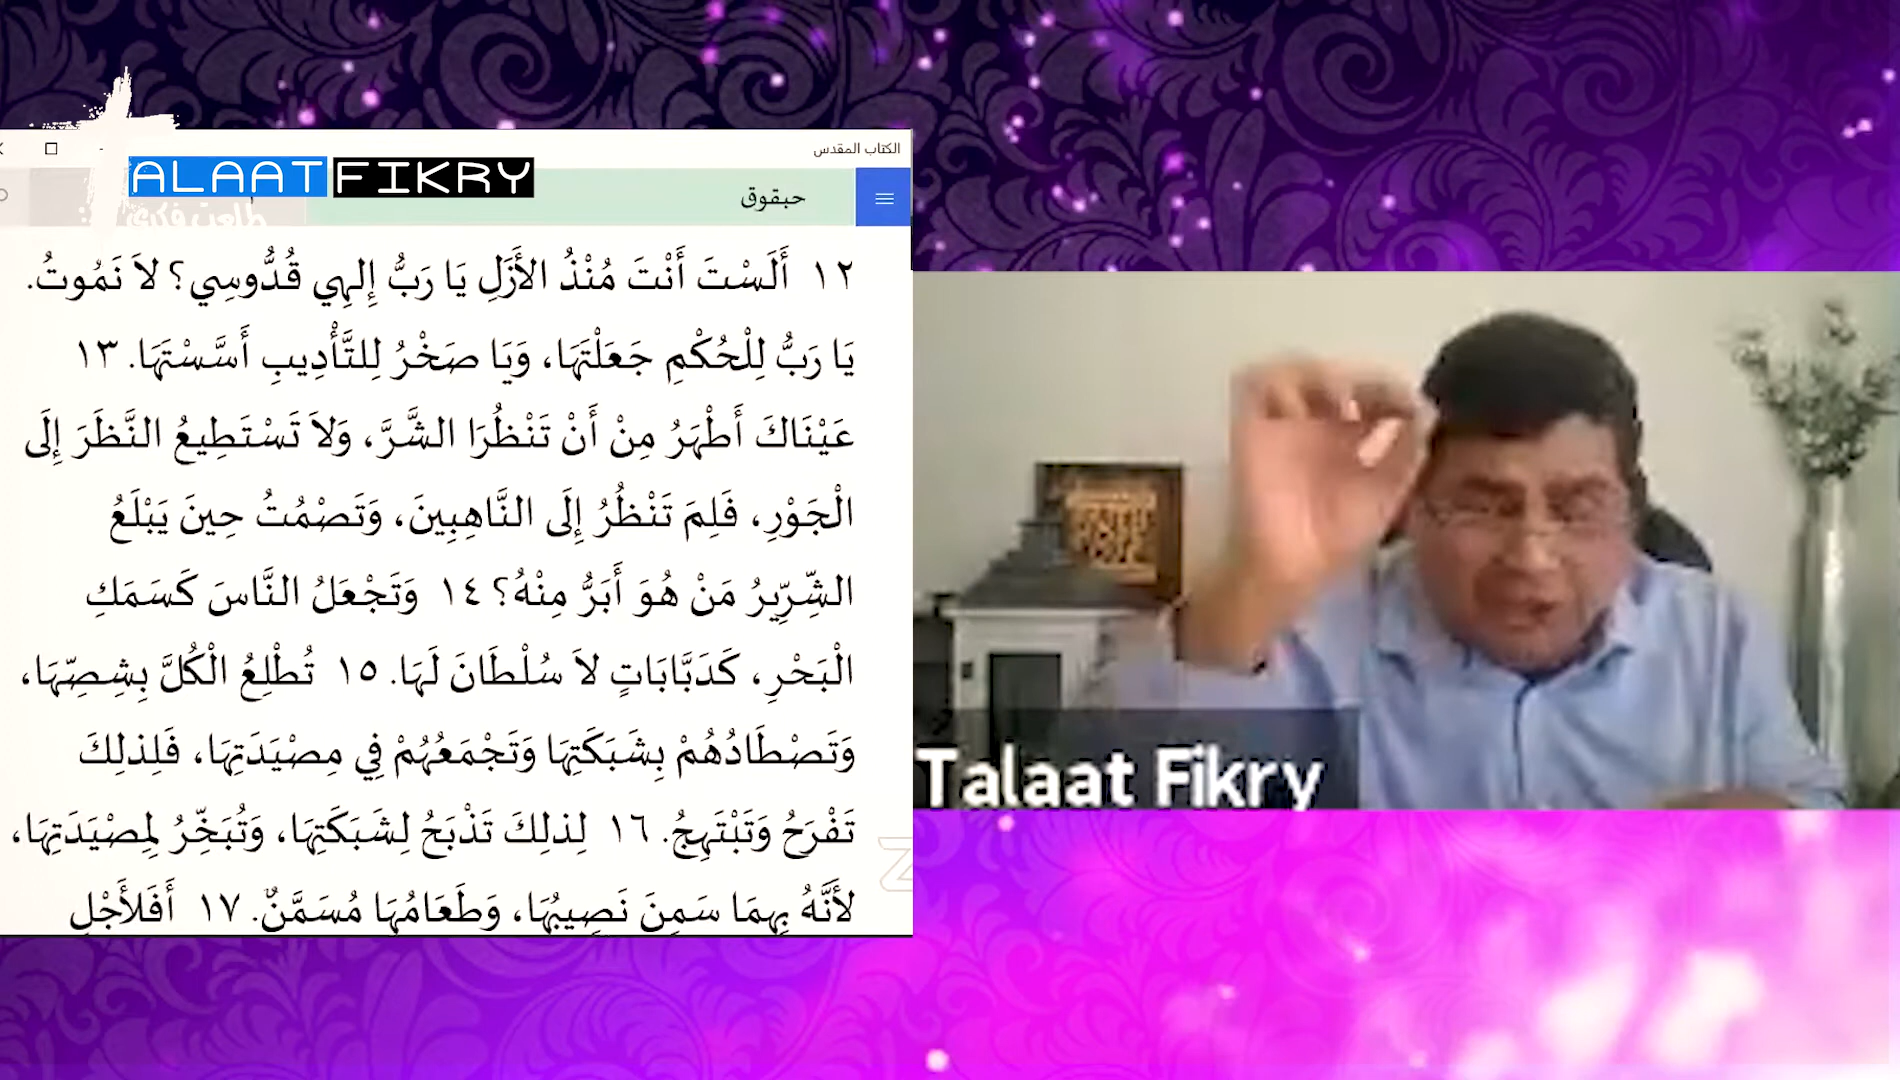 الكتاب المقدس
ALAAT FIKRY
طلعت فكري
حبقوق
١٢ أَلَسْتَ أَنْتَ مُنْذُ الأَزَلِ يَا رَبُّ إِلهِي قُدُّوسِي؟ لاَ نَمُوتُ.
يَا رَبُّ لِلْحُكْمِ جَعَلْتَهَا، وَيَا صَخْرُ لِلتَّأْدِيبِ أَسَّسْتَهَا. ١٣
عَيْنَاكَ أَطْهَرُ مِنْ أَنْ تَنْظُرَا الشَّرَّ، وَلاَ تَسْتَطِيعُ النَّظَرَ إِلَى
الْجَوْرِ، فَلِمَ تَنْظُرُ إِلَى النَّاهِبِينَ، وَتَصْمُتُ حِينَ يَبْلَعُ
الشِّرِّيرُ مَنْ هُوَ أَبَرُّ مِنْهُ؟ ١٤ وَتَجْعَلُ النَّاسَ كَسَمَكِ
الْبَحْرِ، كَدَبَّابَاتٍ لاَ سُلْطَانَ لَهَا. ١٥ تُطْلِعُ الْكُلَّ بِشِصِّهَا،
وَتَصْطَادُهُمْ بِشَبَكَتِهَا وَتَجْمَعُهُمْ فِي مِصْيَدَتِهَا، فَلِذلِكَ
تَفْرَحُ وَتَبْتَهِجُ. ١٦ لِذلِكَ تَذْبَحُ لِشَبَكَتِهَا، وَتُبَخِّرُ لِمِصْيَدَتِهَا،
لأَنَّهُ بِهِمَا سَمِنَ نَصِيبُهَا، وَطَعَامُهَا مُسَمَّنٌ. ١٧ أَفَلأَجْلِ
Talaat Fikry